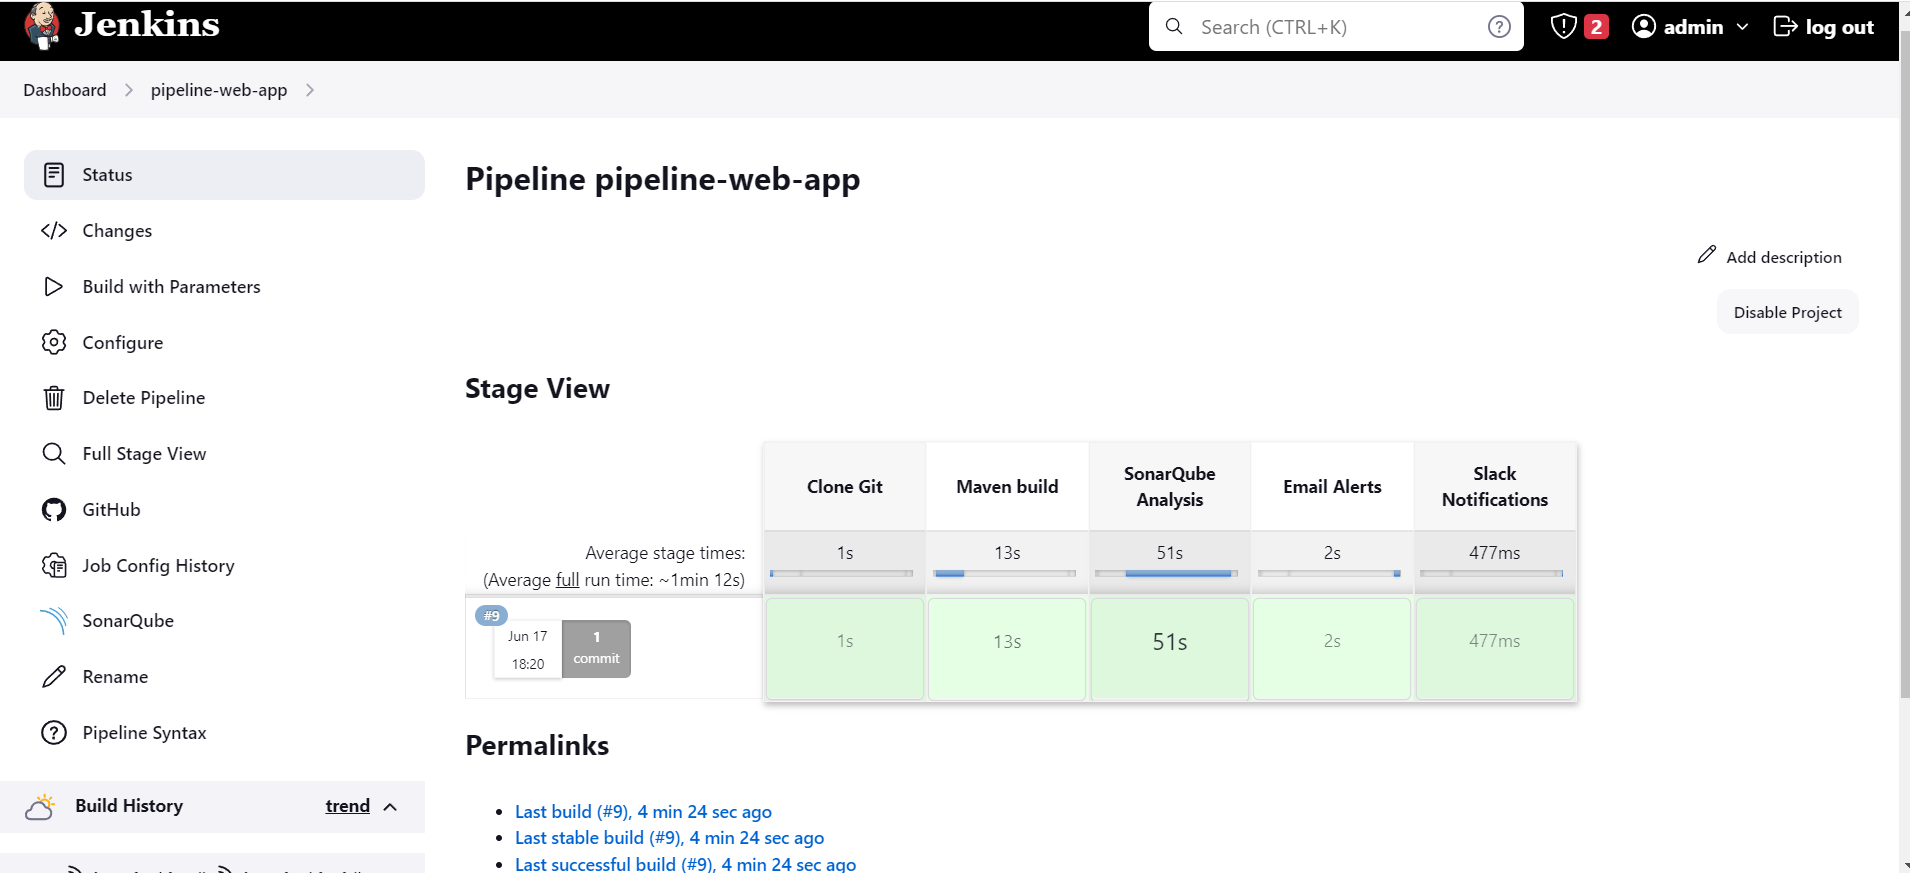 Jenkins
Search (CTRL+K)
2
admin
log out
Dashboard
pipeline-web-app
Status
Changes
Build with Parameters
Configure
Delete Pipeline
Full Stage View
GitHub
Job Config History
SonarQube
Rename
Pipeline Syntax
Build History
trend
Pipeline pipeline-web-app
Add description
Disable Project
Stage View
Clone Git
Maven build
SonarQube
Analysis
Email Alerts
Slack
Notifications
Average stage times:
(Average full run time: ~1min 12s)
1s
13s
51s
2s
477ms
#9
Jun 17
18:20
1
commit
1s
13s
51s
2s
477ms
Permalinks
Last build (#9), 4 min 24 sec ago
Last stable build (#9), 4 min 24 sec ago
Last successful build (#9), 4 min 24 sec ago